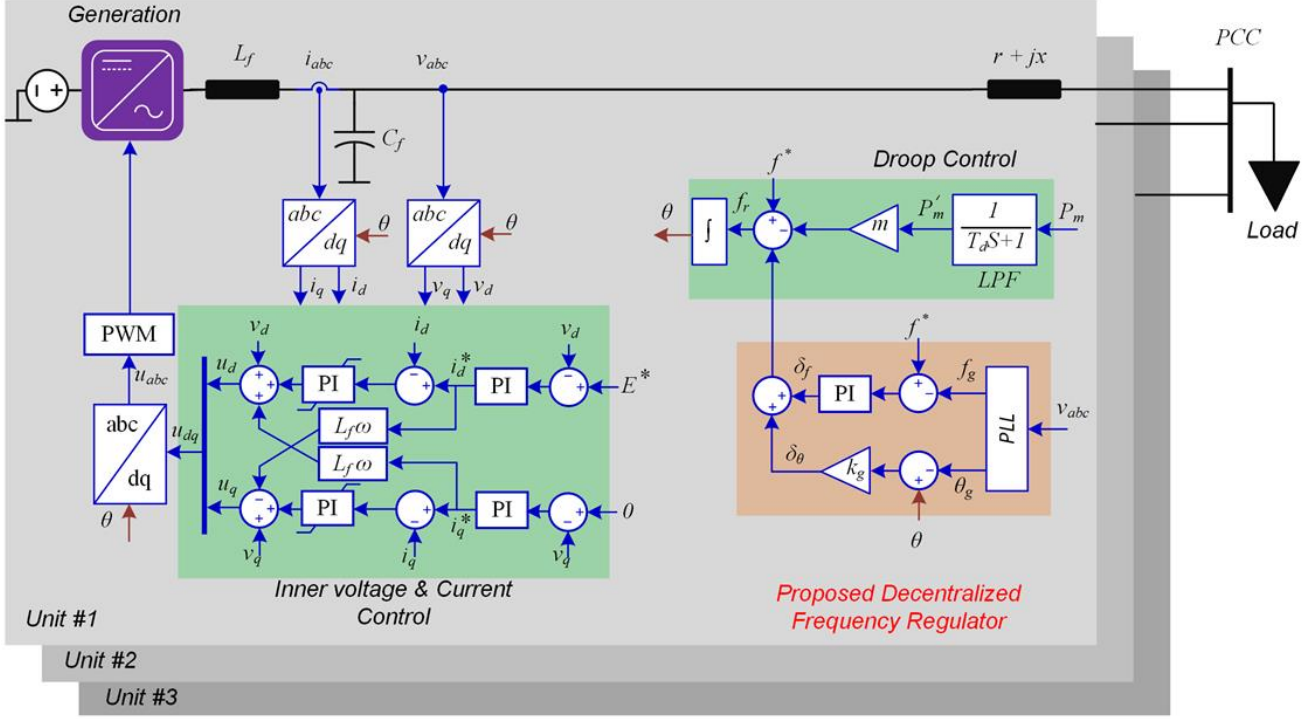 Generation
L_f
i_abc
v_abc
r + jx
PCC
C_f
Droop Control
f*
abc
dq
θ
abc
dq
θ
θ
∫
f_r
+
−
m
P'_m
1
T_dS+1
P_m
LPF
Load
i_q
i_d
v_q
v_d
PWM
v_d
i_d
v_d
f*
u_abc
u_d
+
+
+
PI
−
+
i_d*
PI
−
+
E*
δ_f
PI
+
−
f_g
PLL
v_abc
abc
dq
u_dq
L_fω
L_fω
+
+
u_q
−
+
+
PI
−
+
i_q*
PI
+
−
0
δ_θ
k_g
−
+
θ_g
θ
v_q
i_q
v_q
θ
Inner voltage & Current
Control
Proposed Decentralized
Frequency Regulator
Unit #1
Unit #2
Unit #3